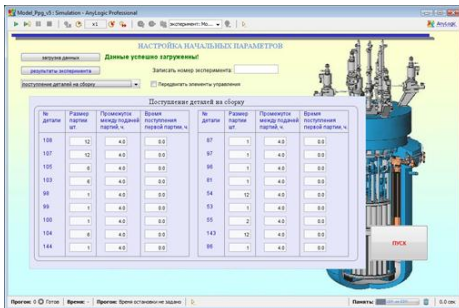 Model_Ppg_v5 : Simulation - AnyLogic Professional
x1
эксперимент: Mo...
AnyLogic
НАСТРОЙКА НАЧАЛЬНЫХ ПАРАМЕТРОВ
загрузка данных
Данные успешно загруженны!
результаты эксперимента
Записать номер эксперимента:
поступление деталей на сборку
Передвигать элементы управления
Поступление деталей на сборку
№ детали Размер партии шт. Промежуток между подачей партий, ч. Время поступления первой партии, ч.
№ детали Размер партии шт. Промежуток между подачей партий, ч. Время поступления первой партии, ч.
12 4.0 0.0 87 1 4.0 0.0
107 12 4.0 0.0 97 1 4.0 0.0
105 6 4.0 0.0 96 1 4.0 0.0
103 6 4.0 0.0 1 4.0 0.0
98 1 4.0 0.0 54 12 4.0 0.0
99 1 4.0 0.0 53 1 4.0 0.0
100 1 4.0 0.0 55 2 4.0 0.0
104 6 4.0 0.0 143 12 4.0 0.0
144 1 4.0 0.0 1 4.0 0.0
ПУСК
Прогон: 0 Готов Время: - Прогон: Время остановки не задано Память: 0.0 сек